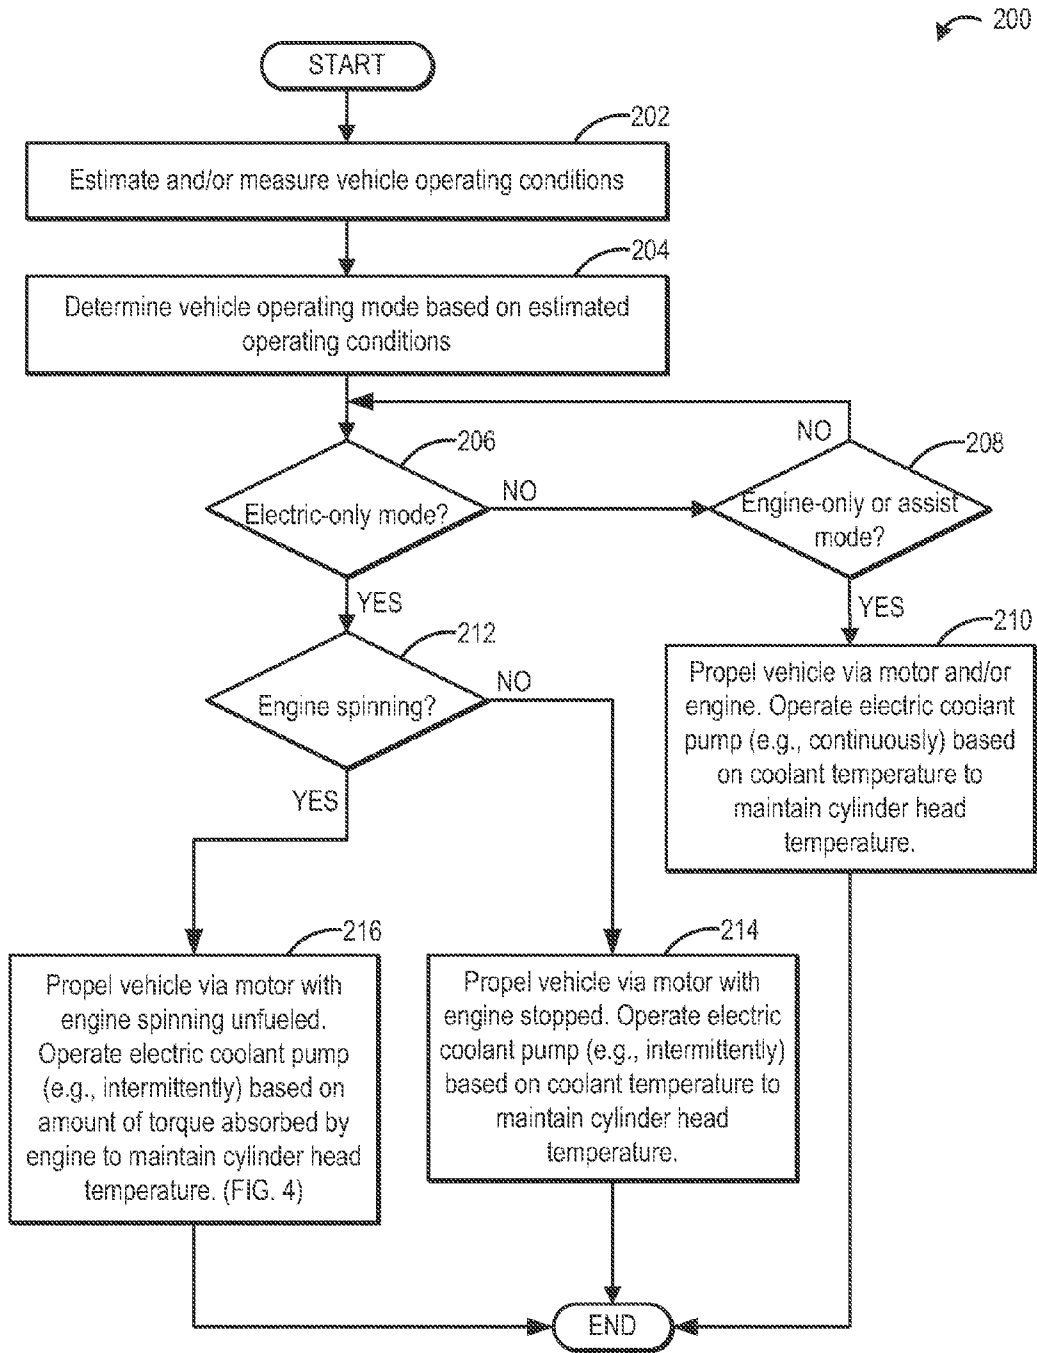 200
START
202
Estimate and/or measure vehicle operating conditions
204
Determine vehicle operating mode based on estimated
operating conditions
206
Electric-only mode?
NO
NO
208
Engine-only or assist
mode?
YES
YES
212
Engine spinning?
NO
YES
210
Propel vehicle via motor and/or
engine. Operate electric coolant
pump (e.g., continuously) based
on coolant temperature to
maintain cylinder head
temperature.
216
Propel vehicle via motor with
engine spinning unfueled.
Operate electric coolant pump
(e.g., intermittently) based on
amount of torque absorbed by
engine to maintain cylinder head
temperature. (FIG. 4)
214
Propel vehicle via motor with
engine stopped. Operate electric
coolant pump (e.g., intermittently)
based on coolant temperature to
maintain cylinder head
temperature.
END